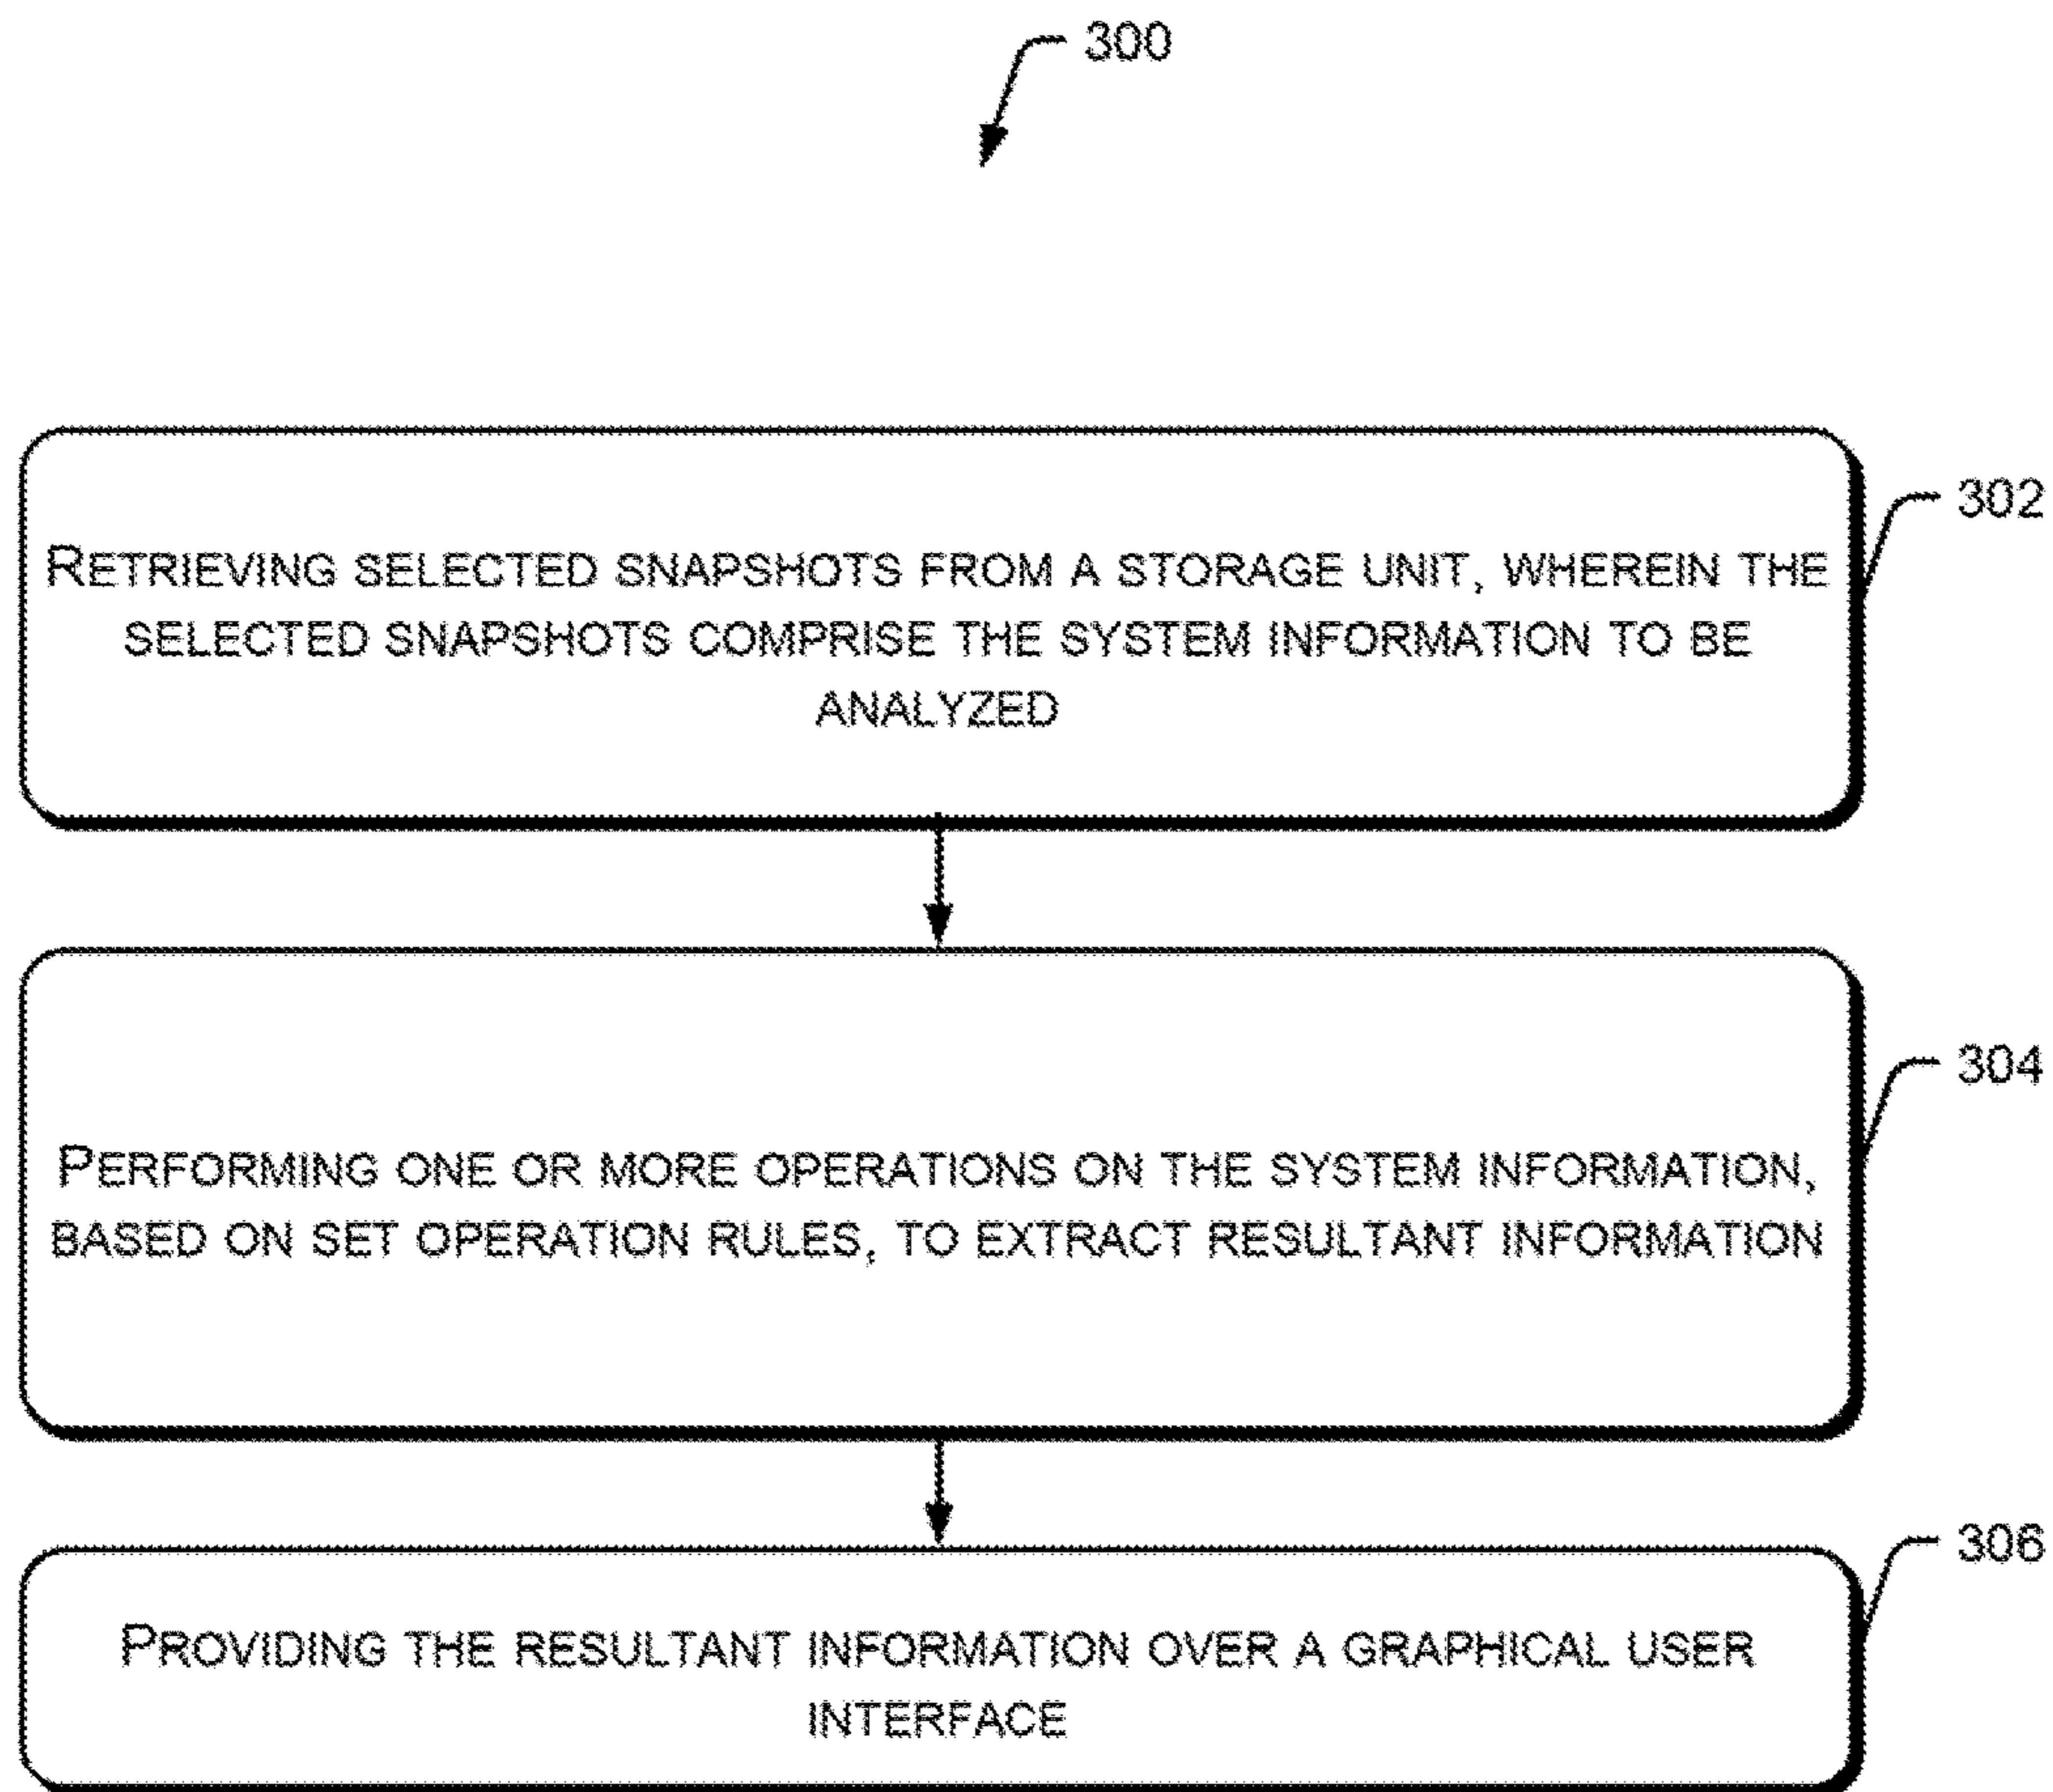 300
302
RETRIEVING SELECTED SNAPSHOTS FROM A STORAGE UNIT, WHEREIN THE
SELECTED SNAPSHOTS COMPRISE THE SYSTEM INFORMATION TO BE
ANALYZED
304
PERFORMING ONE OR MORE OPERATIONS ON THE SYSTEM INFORMATION,
BASED ON SET OPERATION RULES, TO EXTRACT RESULTANT INFORMATION
306
PROVIDING THE RESULTANT INFORMATION OVER A GRAPHICAL USER
INTERFACE